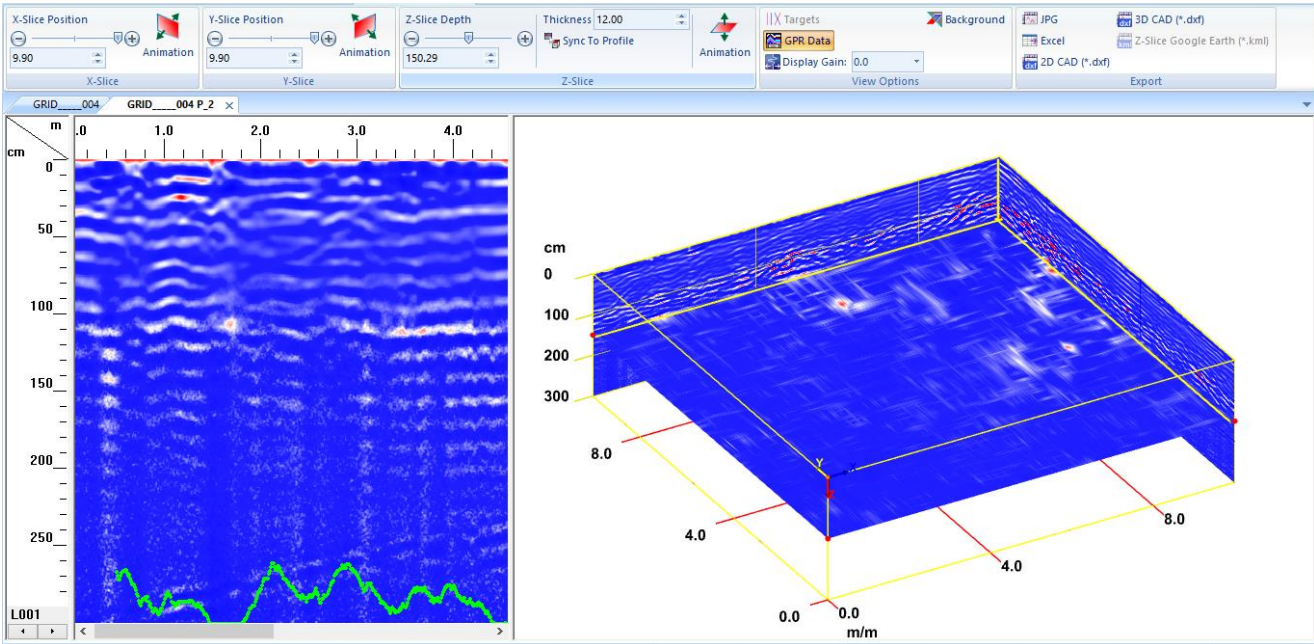 X-Slice Position
9.90
Animation
X-Slice
Y-Slice Position
9.90
Animation
Y-Slice
Z-Slice Depth
150.29
Thickness 12.00
Sync To Profile
Animation
Z-Slice
Targets
GPR Data
Display Gain: 0.0
Background
View Options
JPG
Excel
2D CAD (*.dxf)
3D CAD (*.dxf)
Z-Slice Google Earth (*.kml)
Export
GRID____004
GRID____004 P_2
m
cm
.0 1.0 2.0 3.0 4.0
0
50
100
150
200
250
L001
cm
0
100
200
300
8.0
4.0
0.0
0.0
4.0
8.0
m/m
Y